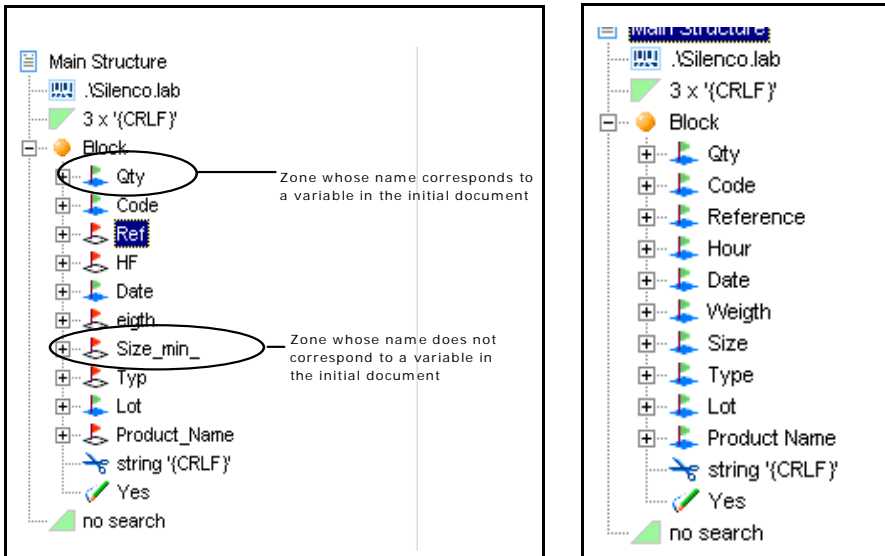 Main Structure
.\Silenco.lab
3 x '{CRLF}'
Block
Qty
Zone whose name corresponds to
a variable in the initial document
Code
Ref
HF
Date
eigth
Size_min_
Zone whose name does not
correspond to a variable in
the initial document
Typ
Lot
Product_Name
string '{CRLF}'
Yes
no search
Main Structure
.\Silenco.lab
3 x '{CRLF}'
Block
Qty
Code
Reference
Hour
Date
Weigth
Size
Type
Lot
Product Name
string '{CRLF}'
Yes
no search